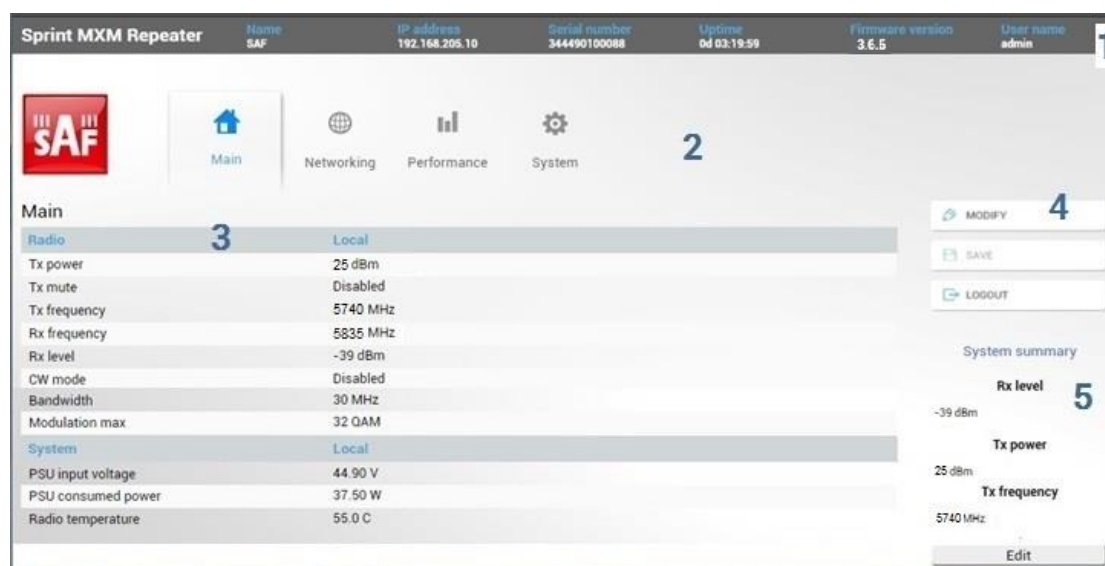 Sprint MXM Repeater Name IP address Serial number Uptime Firmware version User name
SAF 192.168.205.10 344490100088 0d 03:19:59 3.6.5 admin
1
SAF
Main Networking Performance System
2
Main
3
Radio Local
Tx power 25 dBm
Tx mute Disabled
Tx frequency 5740 MHz
Rx frequency 5835 MHz
Rx level -39 dBm
CW mode Disabled
Bandwidth 30 MHz
Modulation max 32 QAM
System Local
PSU input voltage 44.90 V
PSU consumed power 37.50 W
Radio temperature 55.0 C
MODIFY 4
SAVE
LOGOUT
System summary
Rx level 5
-39 dBm
Tx power
25 dBm
Tx frequency
5740 MHz
Edit